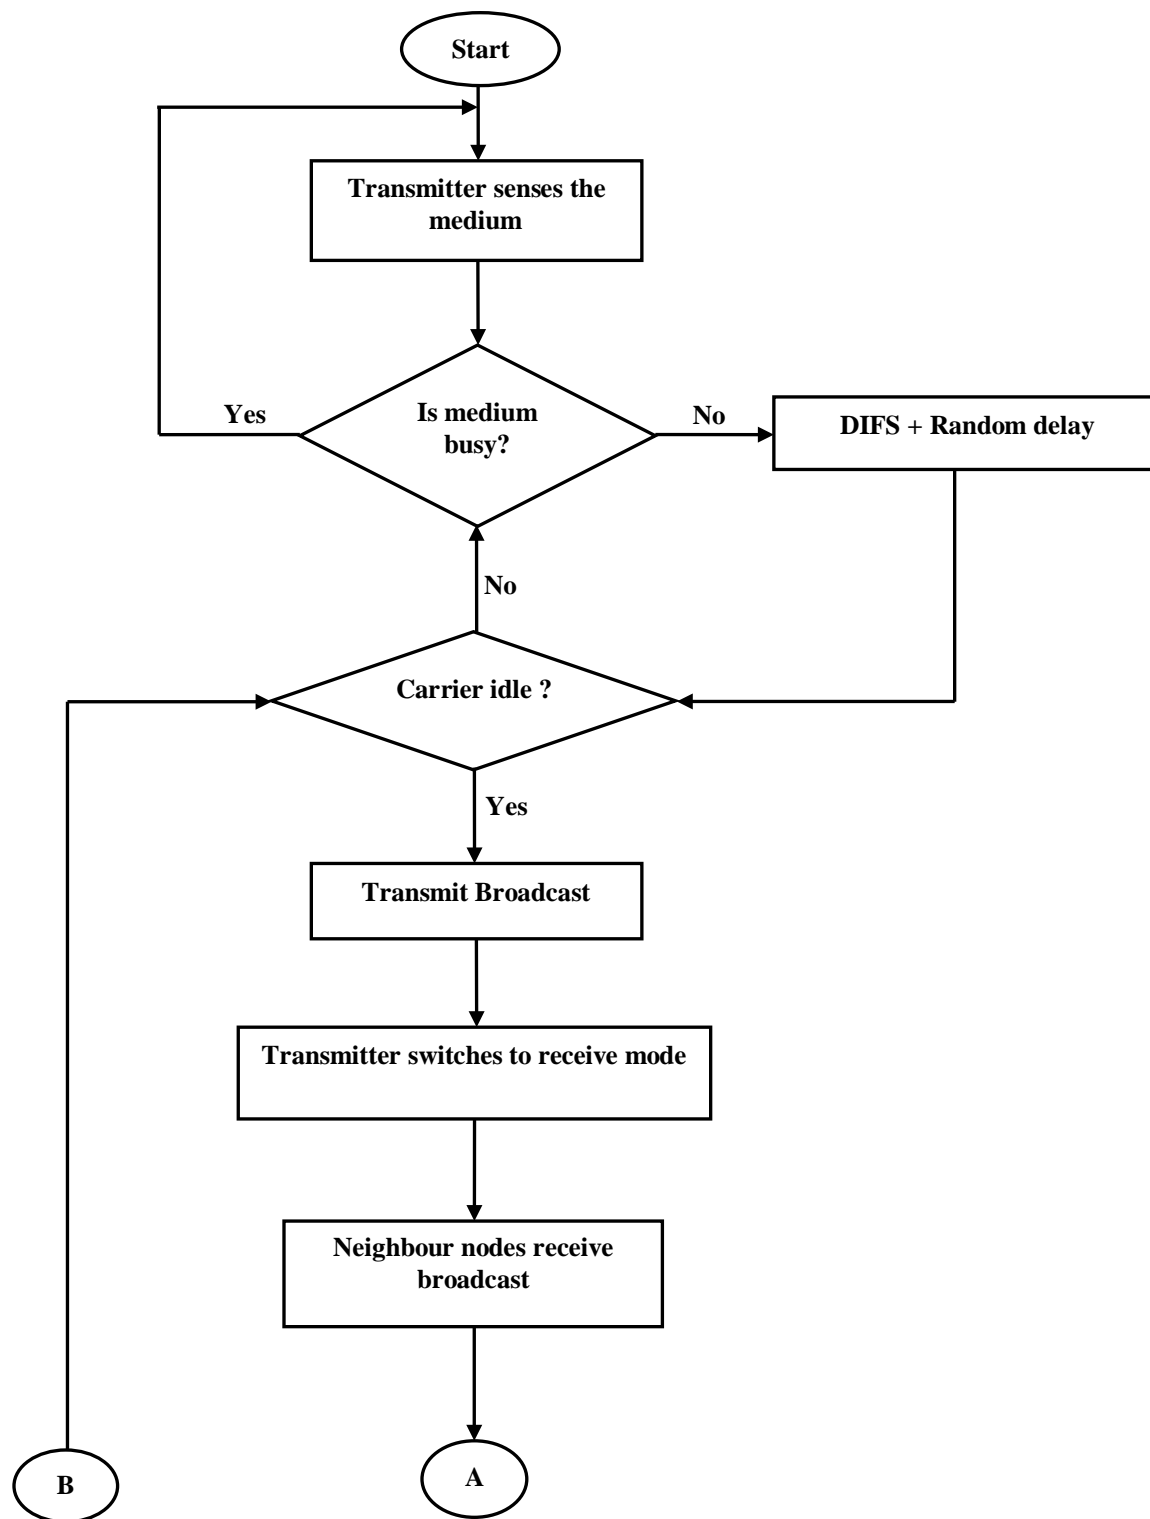 Start
Transmitter senses the
medium
Is medium
busy?
Yes
No
DIFS + Random delay
No
Carrier idle ?
Yes
Transmit Broadcast
Transmitter switches to receive mode
Neighbour nodes receive
broadcast
B
A